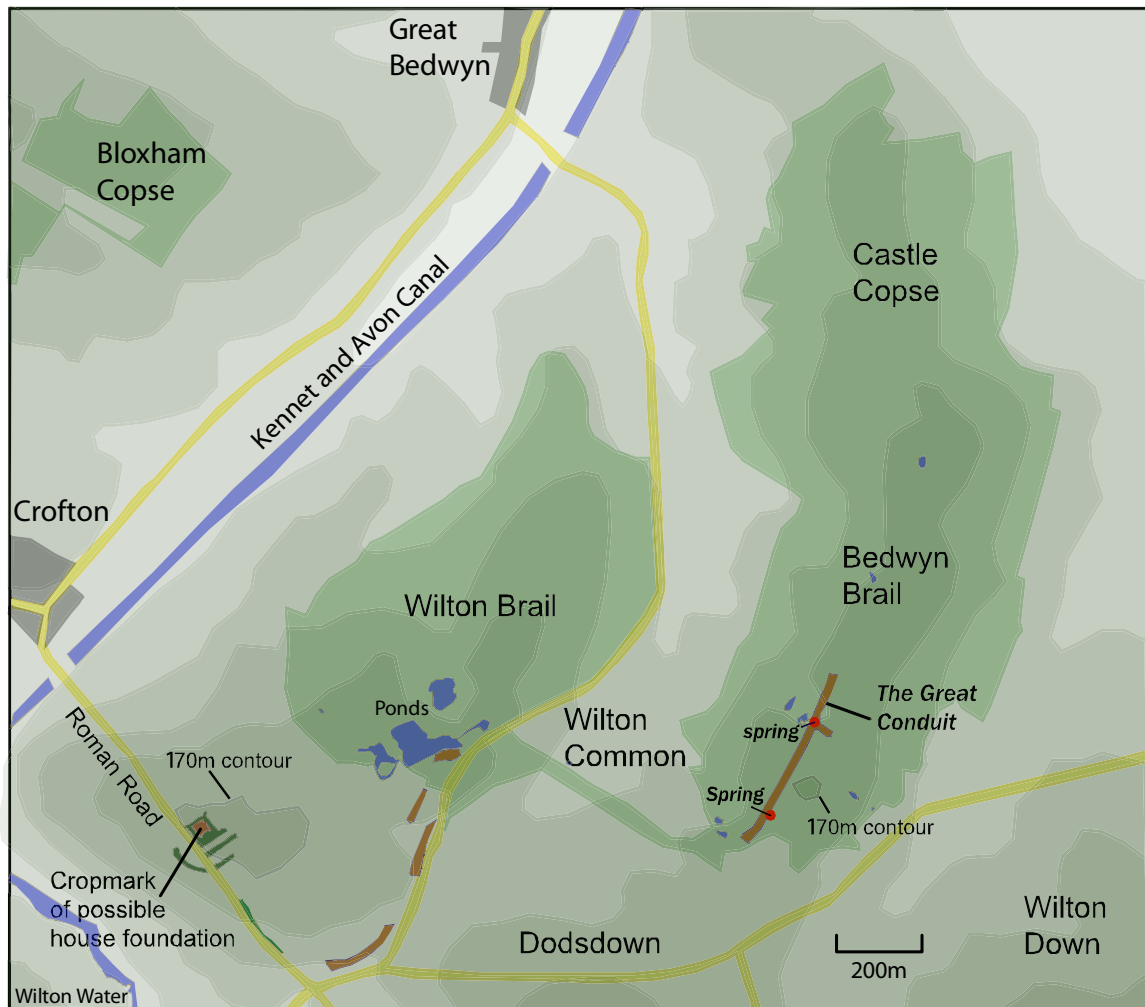 Great
Bedwyn
Bloxham
Copse
Castle
Copse
Kennet and Avon Canal
Crofton
Bedwyn
Brail
Wilton Brail
The Great
Conduit
Ponds
Wilton
Common
spring
Roman Road
170m contour
Spring
170m contour
Cropmark
of possible
house foundation
Wilton
Down
Dodsdown
200m
Wilton Water